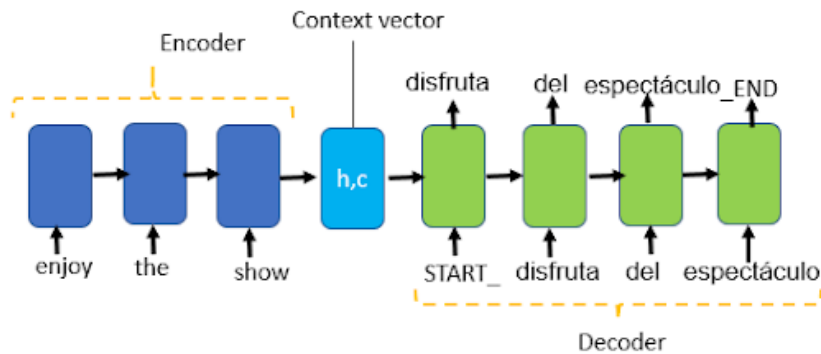 Context vector
Encoder
disfruta del espectáculo_END
h,c
enjoy the show START_ disfruta del espectáculo
Decoder